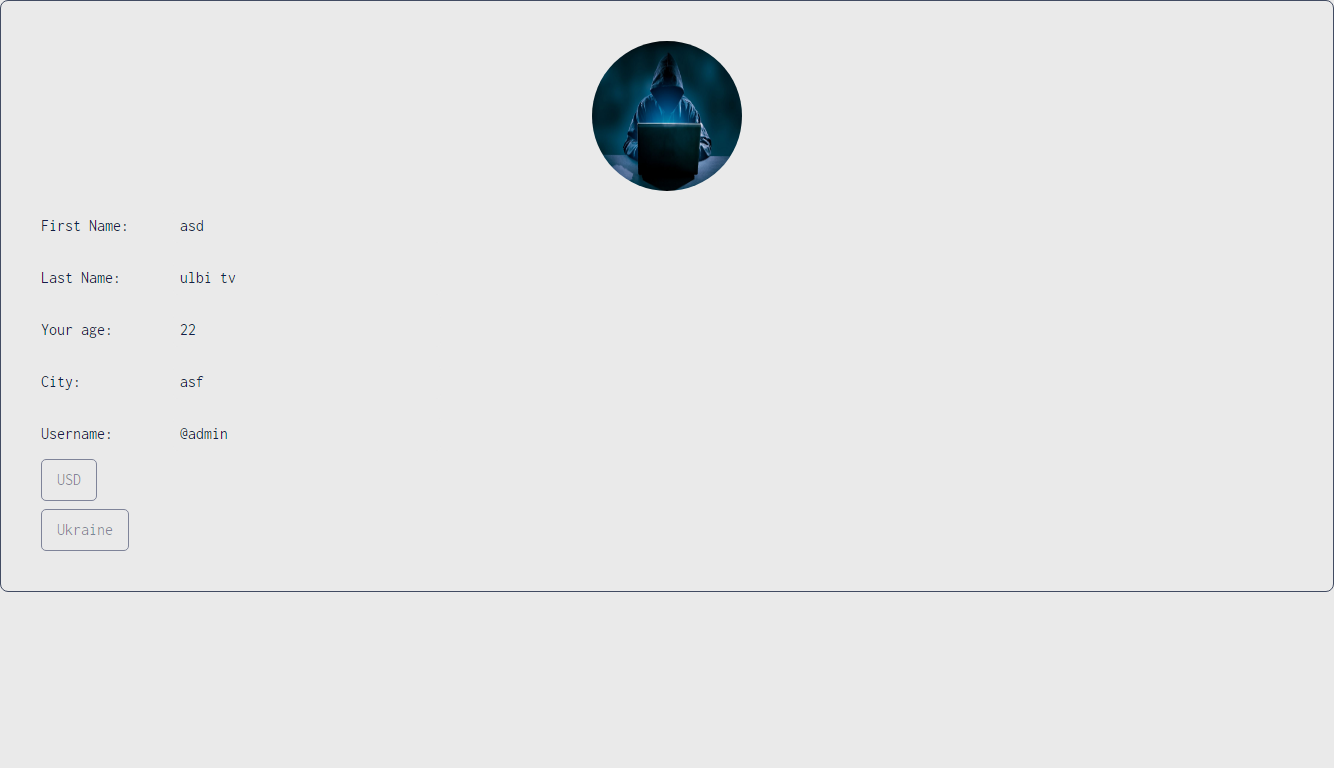 First Name: asd
Last Name: ulbi tv
Your age: 22
City: asf
Username: @admin
USD
Ukraine